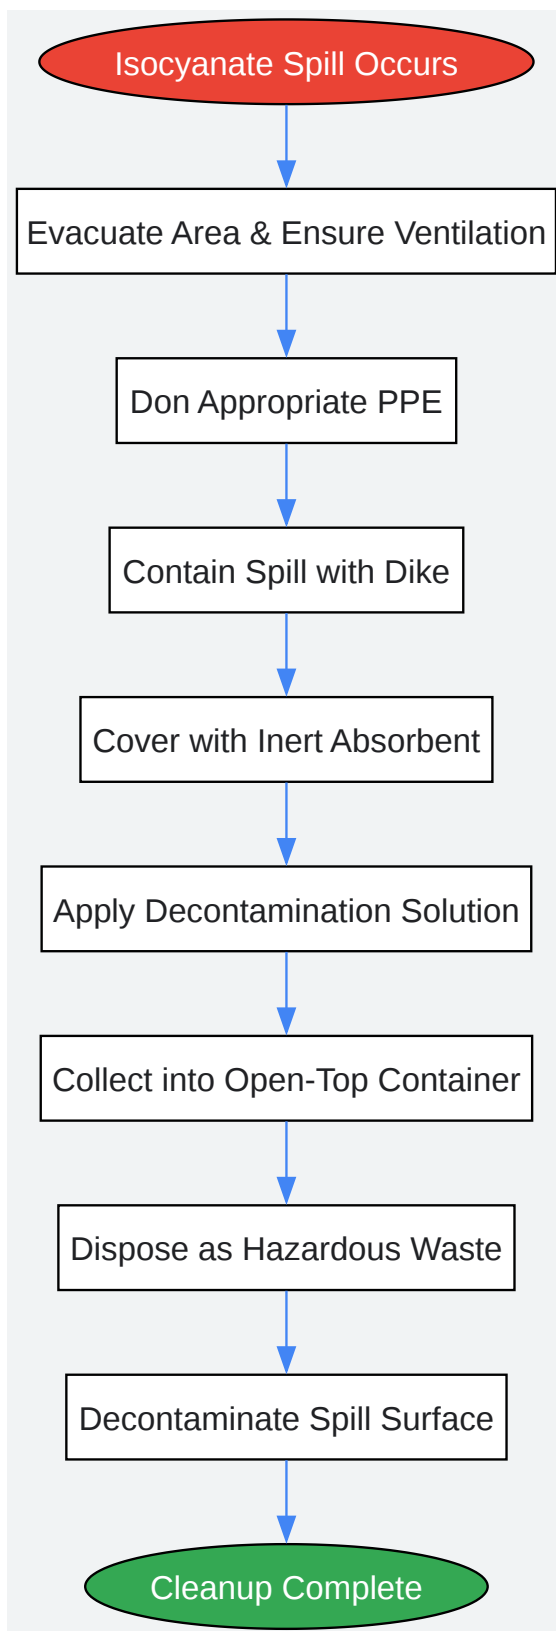 Isocyanate Spill Occurs
Evacuate Area & Ensure Ventilation
Don Appropriate PPE
Contain Spill with Dike
Cover with Inert Absorbent
Apply Decontamination Solution
Collect into Open-Top Container
Dispose as Hazardous Waste
Decontaminate Spill Surface
Cleanup Complete